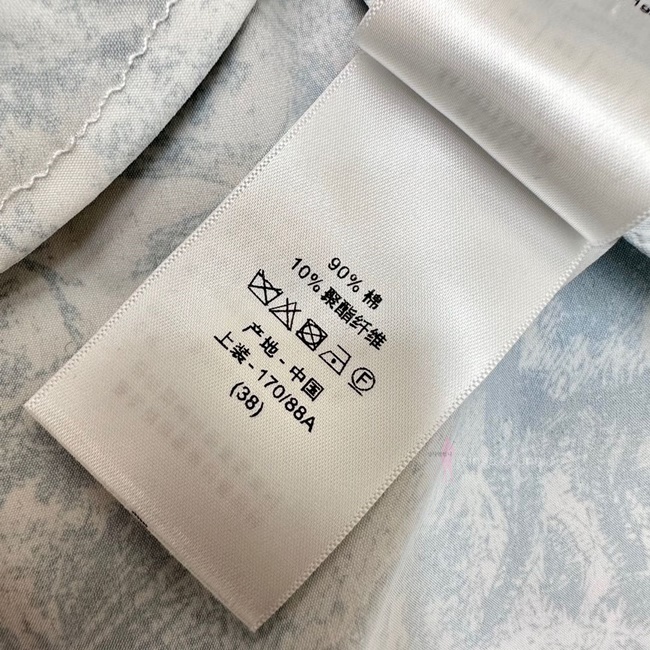 90% 棉
10% 聚酯纤维
F
产地 - 中国
上装 - 170/88A
(38)